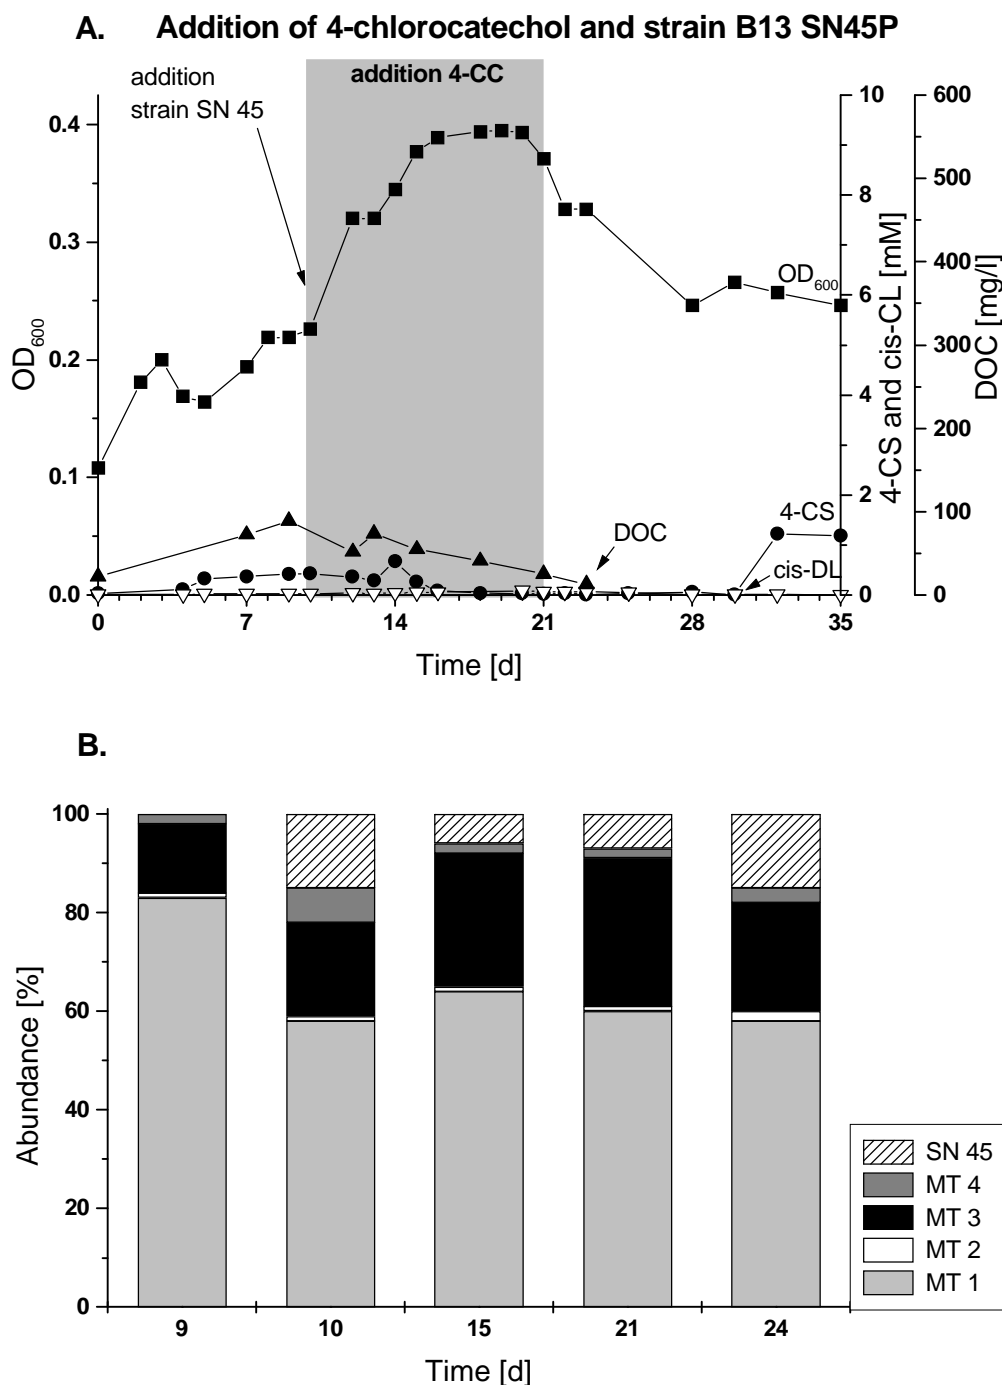 A. Addition of 4-chlorocatechol and strain B13 SN45P
addition
strain SN 45
addition 4-CC
0.4
0.3
0.2
0.1
0.0
OD600
10
8
6
4
2
0
4-CS and cis-CL [mM]
600
500
400
300
200
100
0
DOC [mg/l]
OD600
4-CS
DOC
cis-DL
0 7 14 21 28 35
Time [d]
B.
100
80
60
40
20
0
Abundance [%]
SN 45
MT 4
MT 3
MT 2
MT 1
9 10 15 21 24
Time [d]